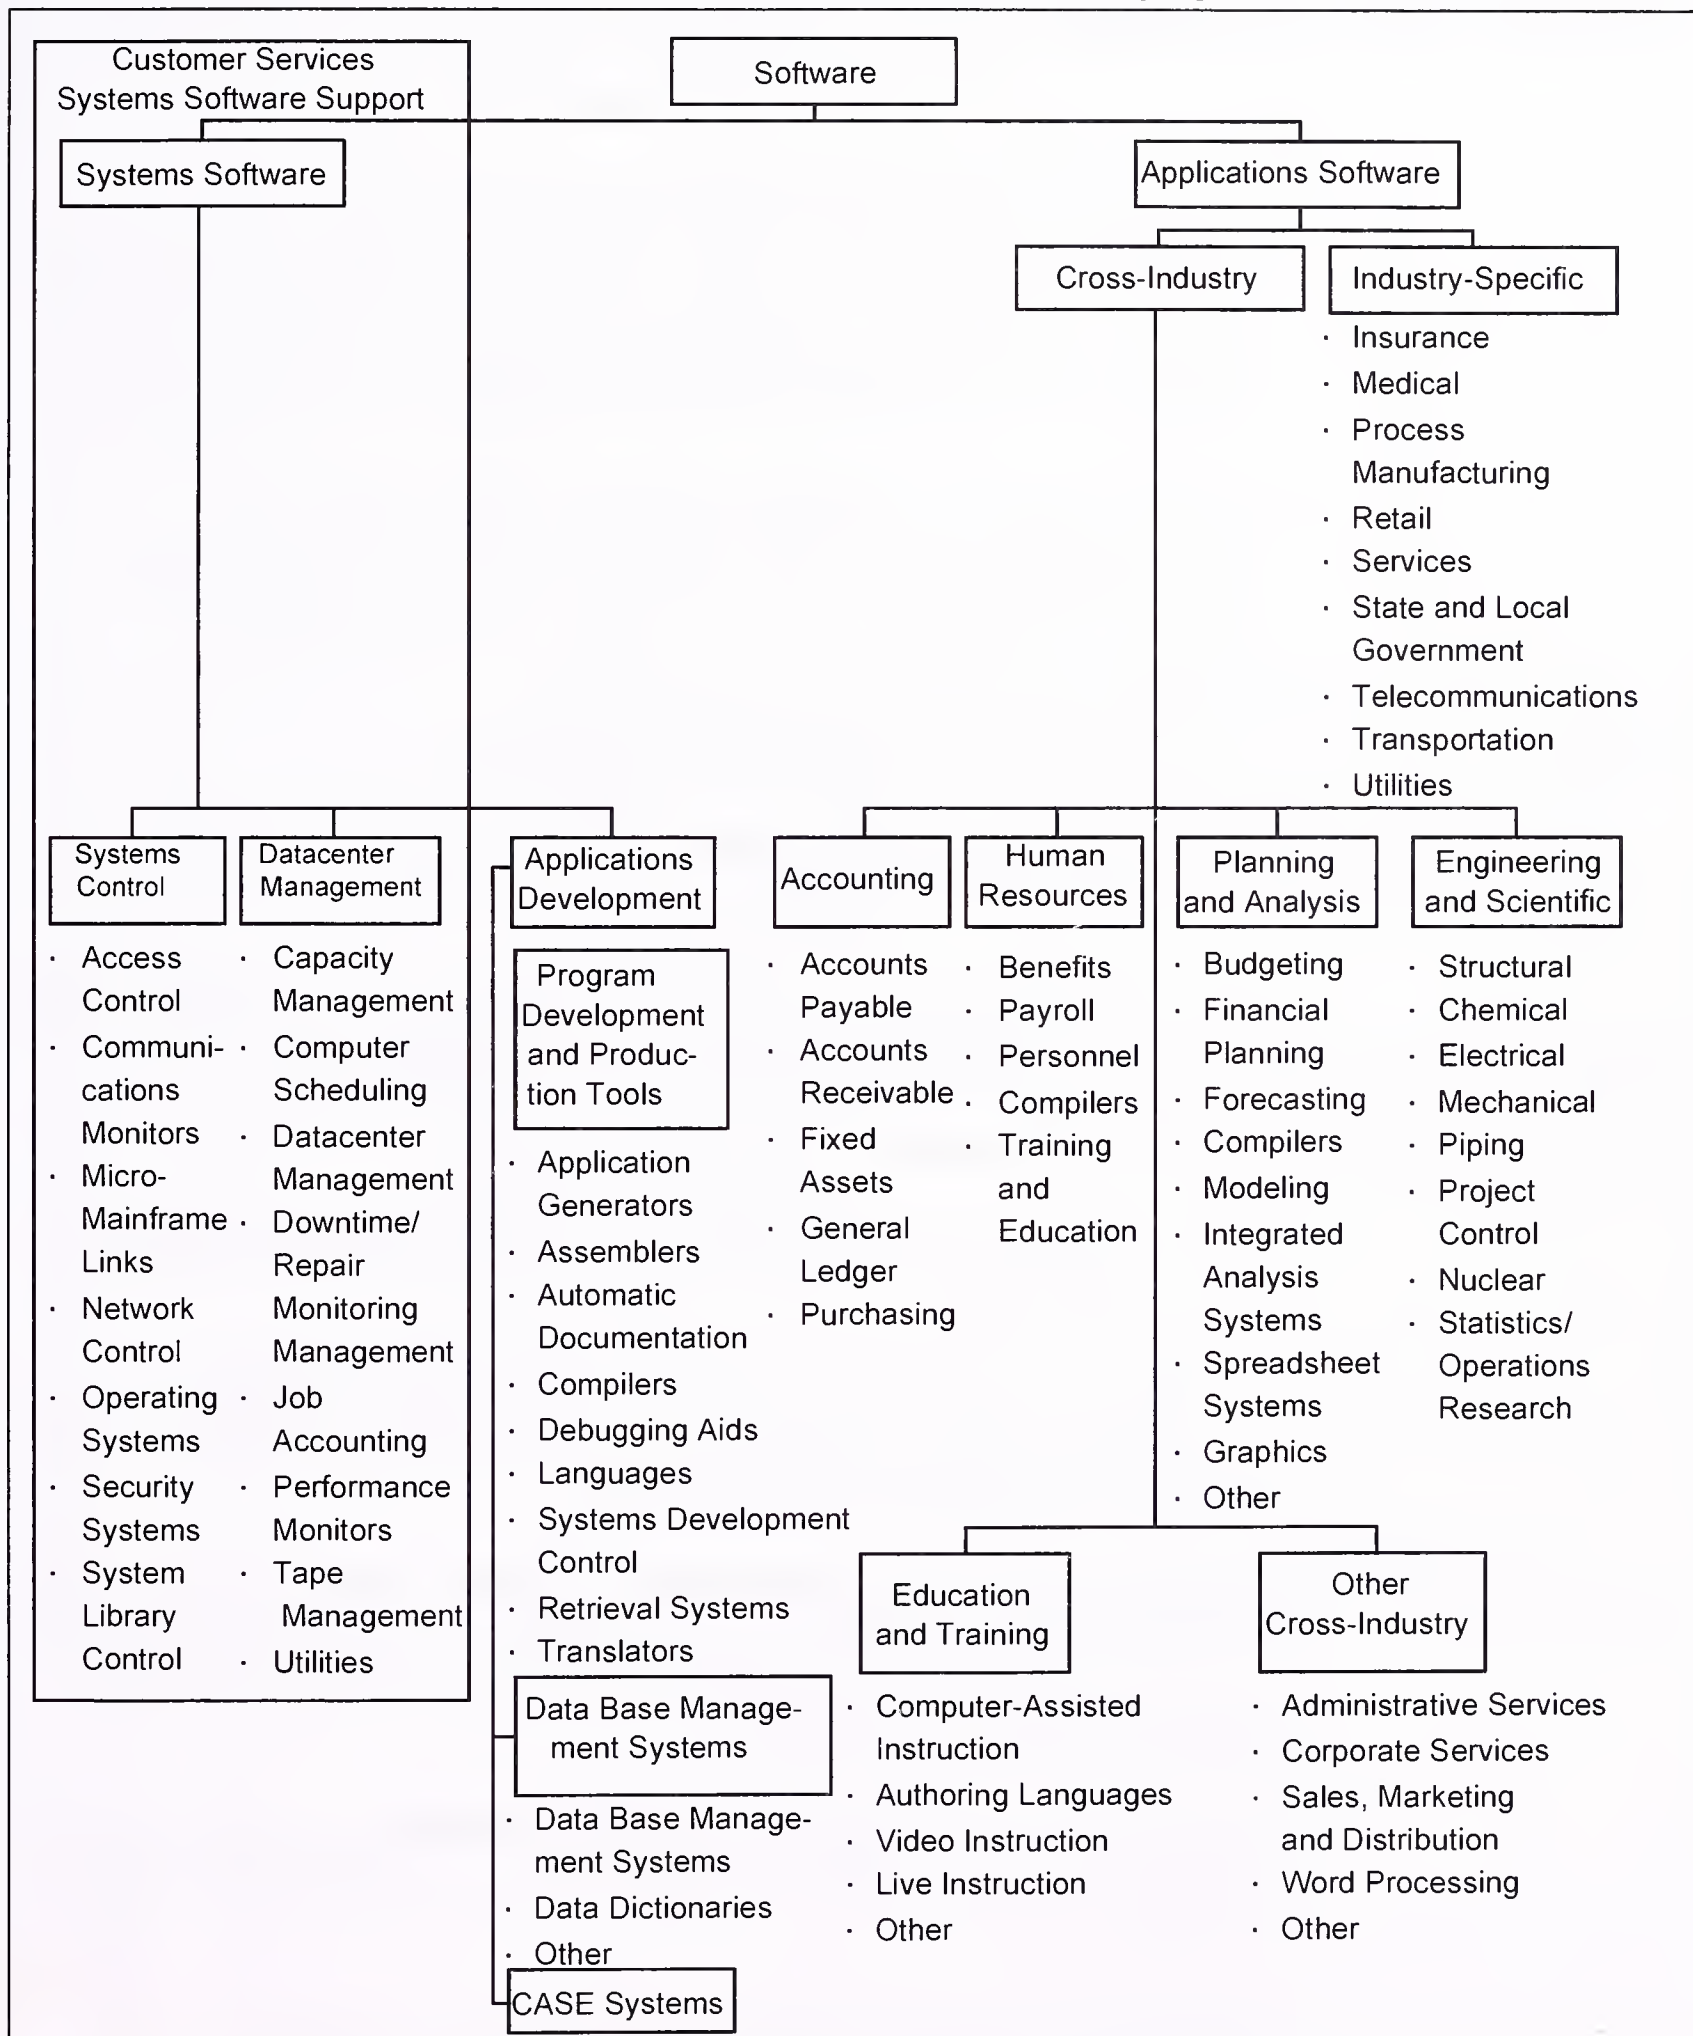 Customer Services
Systems Software Support
Software
Systems Software
Applications Software
Cross-Industry
Industry-Specific
· Insurance
· Medical
· Process
Manufacturing
· Retail
· Services
· State and Local
Government
· Telecommunications
· Transportation
· Utilities
Systems
Control
· Access
Control
· Communi-
cations
Monitors
· Micro-
Mainframe
Links
· Network
Control
· Operating
Systems
· Security
Systems
· System
Library
Control
Datacenter
Management
· Capacity
Management
· Computer
Scheduling
· Datacenter
Management
· Downtime/
Repair
Monitoring
Management
· Job
Accounting
· Performance
Monitors
· Tape
Management
· Utilities
Applications
Development
Program
Development
and Produc-
tion Tools
· Application
Generators
· Assemblers
· Automatic
Documentation
· Compilers
· Debugging Aids
· Languages
· Systems Development
Control
· Retrieval Systems
· Translators
Data Base Manage-
ment Systems
· Data Base Manage-
ment Systems
· Data Dictionaries
· Other
CASE Systems
Accounting
· Accounts
Payable
· Accounts
Receivable
· Fixed
Assets
· General
Ledger
· Purchasing
Human
Resources
· Benefits
· Payroll
· Personnel
· Compilers
· Training
and
Education
Planning
and Analysis
· Budgeting
· Financial
Planning
· Forecasting
· Compilers
· Modeling
· Integrated
Analysis
Systems
· Spreadsheet
Systems
· Graphics
· Other
Engineering
and Scientific
· Structural
· Chemical
· Electrical
· Mechanical
· Piping
· Project
Control
· Nuclear
· Statistics/
Operations
Research
Education
and Training
· Computer-Assisted
Instruction
· Authoring Languages
· Video Instruction
· Live Instruction
· Other
Other
Cross-Industry
· Administrative Services
· Corporate Services
· Sales, Marketing
and Distribution
· Word Processing
· Other